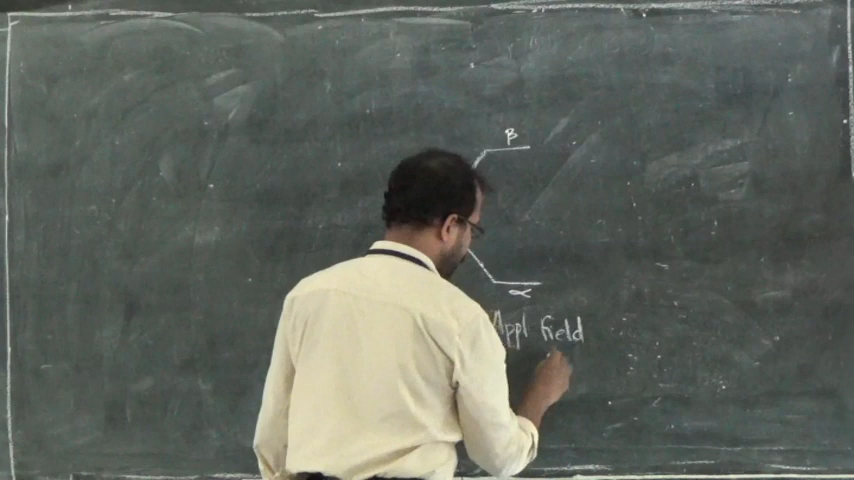 β
α
Appl field